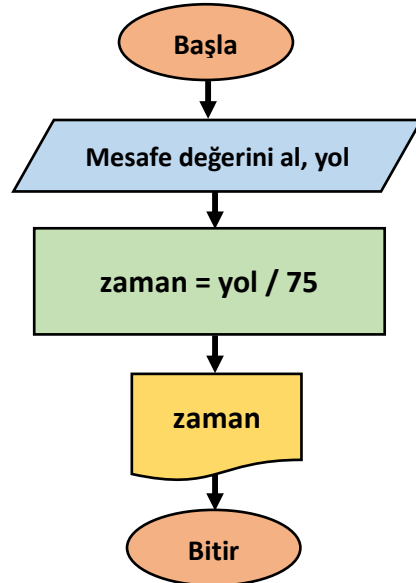 Başla
Mesafe değerini al, yol
zaman = yol / 75
zaman
Bitir